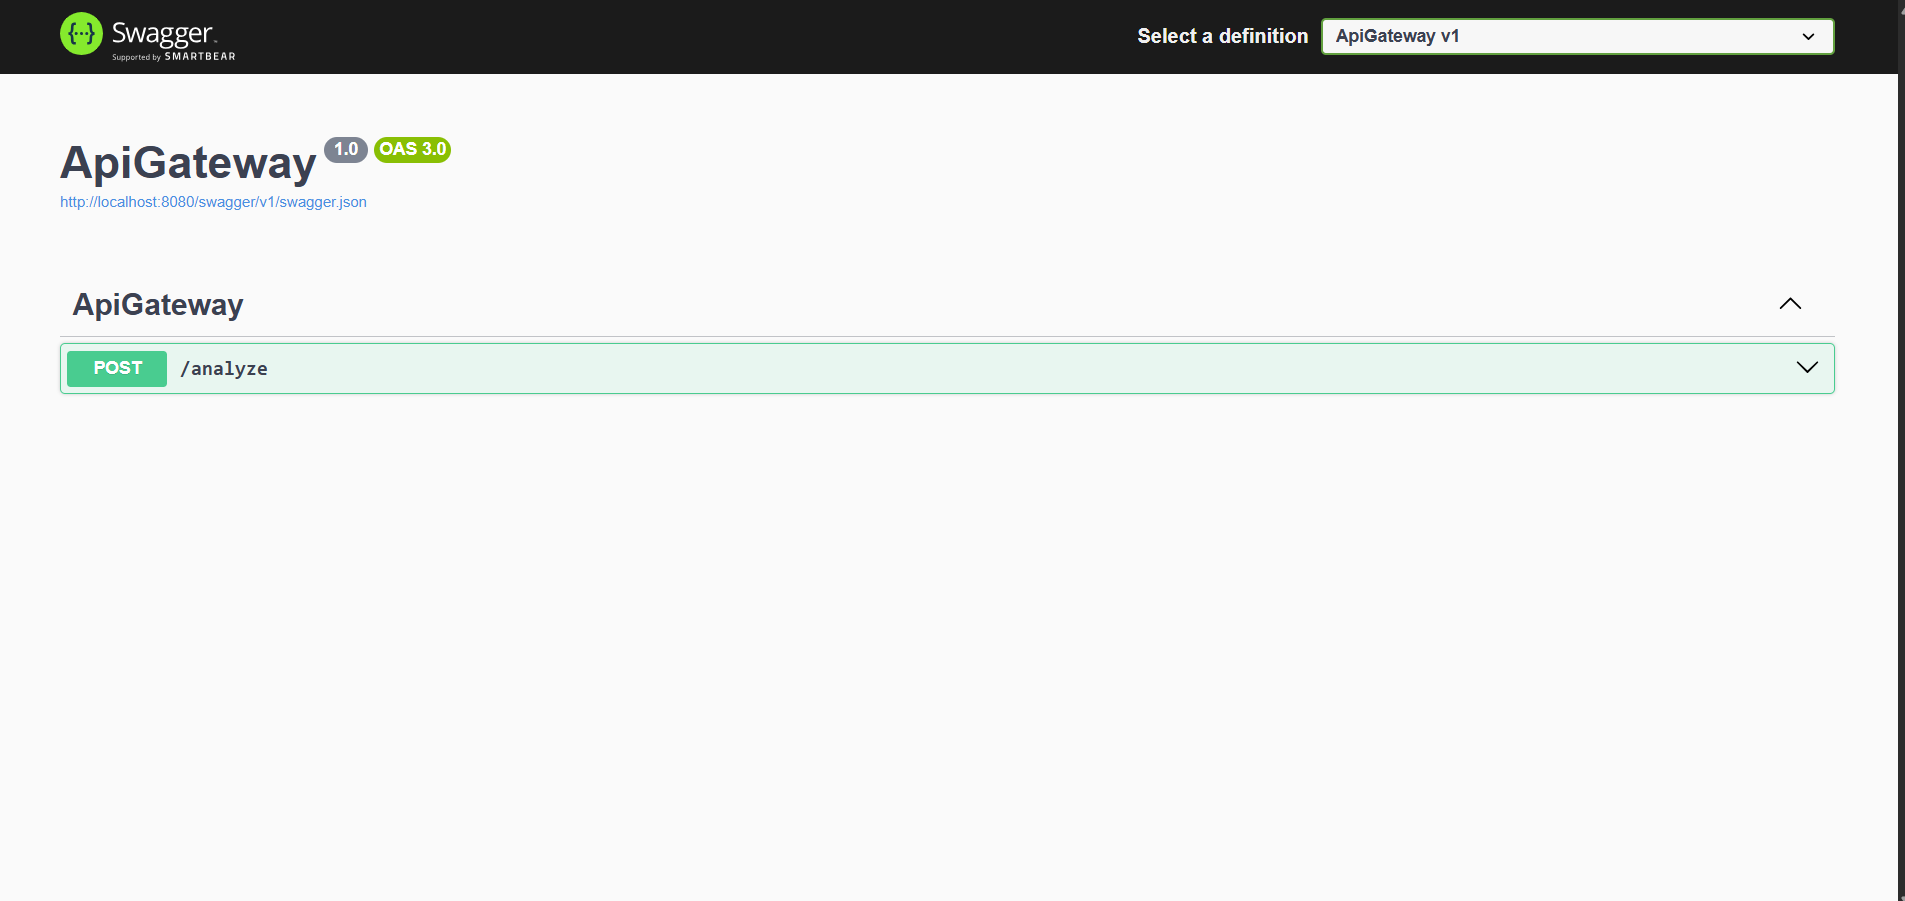 {···} Swagger
Supported by SMARTBEAR
Select a definition
ApiGateway v1
ApiGateway 1.0 OAS 3.0
http://localhost:8080/swagger/v1/swagger.json
ApiGateway
POST /analyze